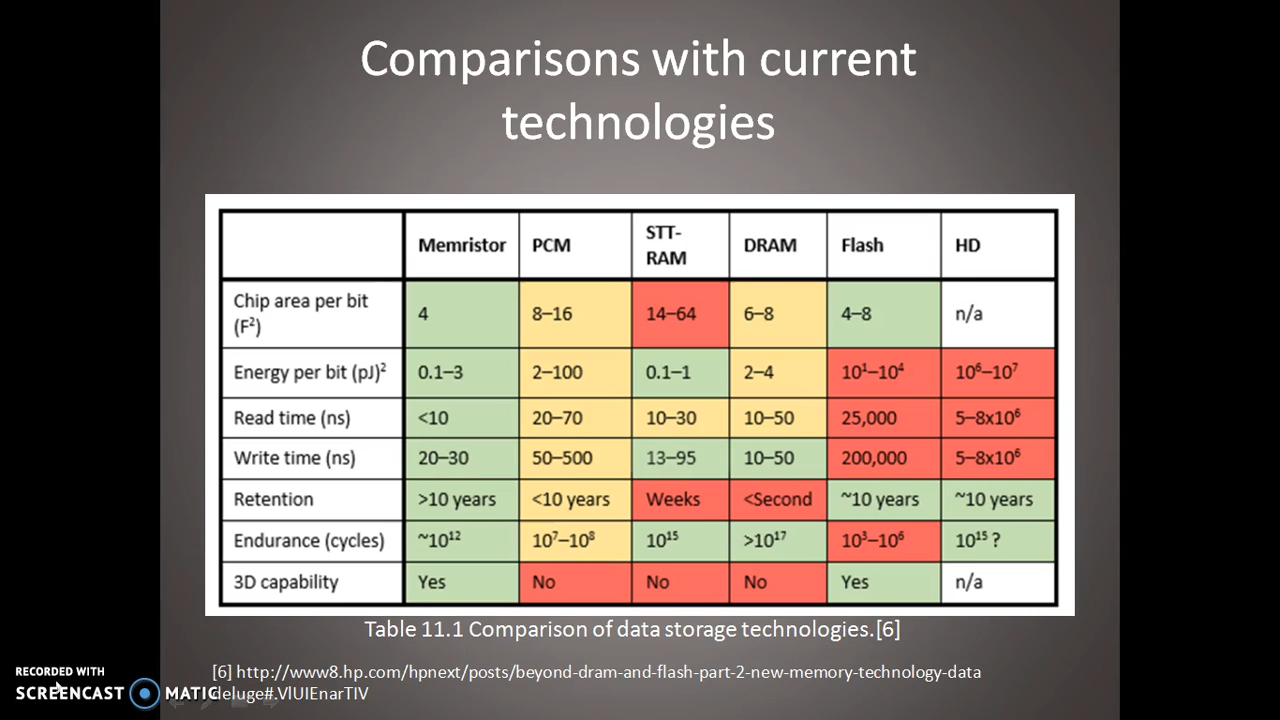 Comparisons with current
technologies
Memristor PCM STT-RAM DRAM Flash HD
Chip area per bit (F²) 4 8–16 14–64 6–8 4–8 n/a
Energy per bit (pJ)² 0.1–3 2–100 0.1–1 2–4 10¹–10⁴ 10⁶–10⁷
Read time (ns) <10 20–70 10–30 10–50 25,000 5–8x10⁶
Write time (ns) 20–30 50–500 13–95 10–50 200,000 5–8x10⁶
Retention >10 years <10 years Weeks <Second ~10 years ~10 years
Endurance (cycles) ~10¹² 10⁷–10⁸ 10¹⁵ >10¹⁷ 10³–10⁶ 10¹⁵ ?
3D capability Yes No No No Yes n/a
Table 11.1 Comparison of data storage technologies.[6]
[6] http://www8.hp.com/hpnext/posts/beyond-dram-and-flash-part-2-new-memory-technology-data
deluge#.VlUIEnarTIV
RECORDED WITH
SCREENCAST MATIC